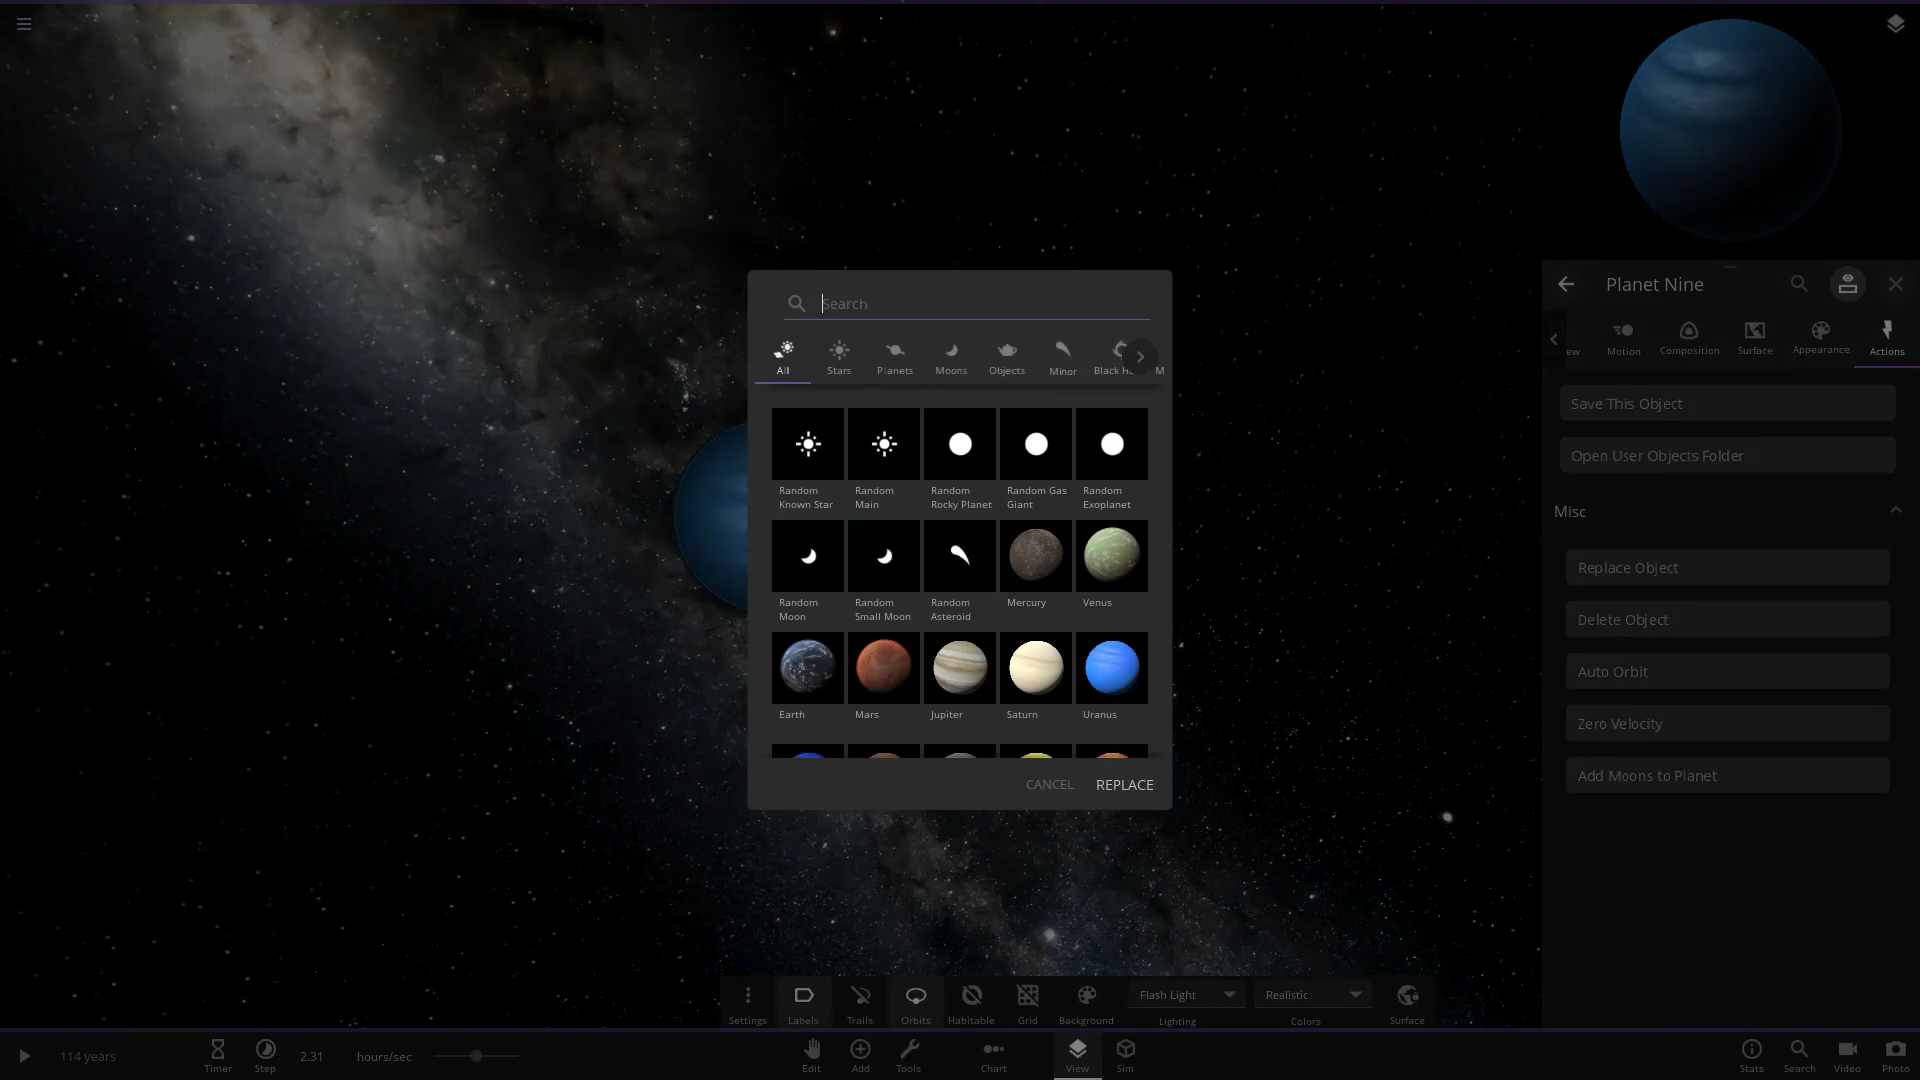 Search
All
Stars
Planets
Moons
Objects
Minor
Black H
M
Random
Known Star
Random
Main
Random
Rocky Planet
Random Gas
Giant
Random
Exoplanet
Random
Moon
Random
Small Moon
Random
Asteroid
Mercury
Venus
Earth
Mars
Jupiter
Saturn
Uranus
CANCEL
REPLACE
Planet Nine
ew
Motion
Composition
Surface
Appearance
Actions
Save This Object
Open User Objects Folder
Misc
Replace Object
Delete Object
Auto Orbit
Zero Velocity
Add Moons to Planet
Settings
Labels
Trails
Orbits
Habitable
Grid
Background
Flash Light
Lighting
Realistic
Colors
Surface
114 years
Timer
Step
2.31
hours/sec
Edit
Add
Tools
Chart
View
Sim
Stats
Search
Video
Photo